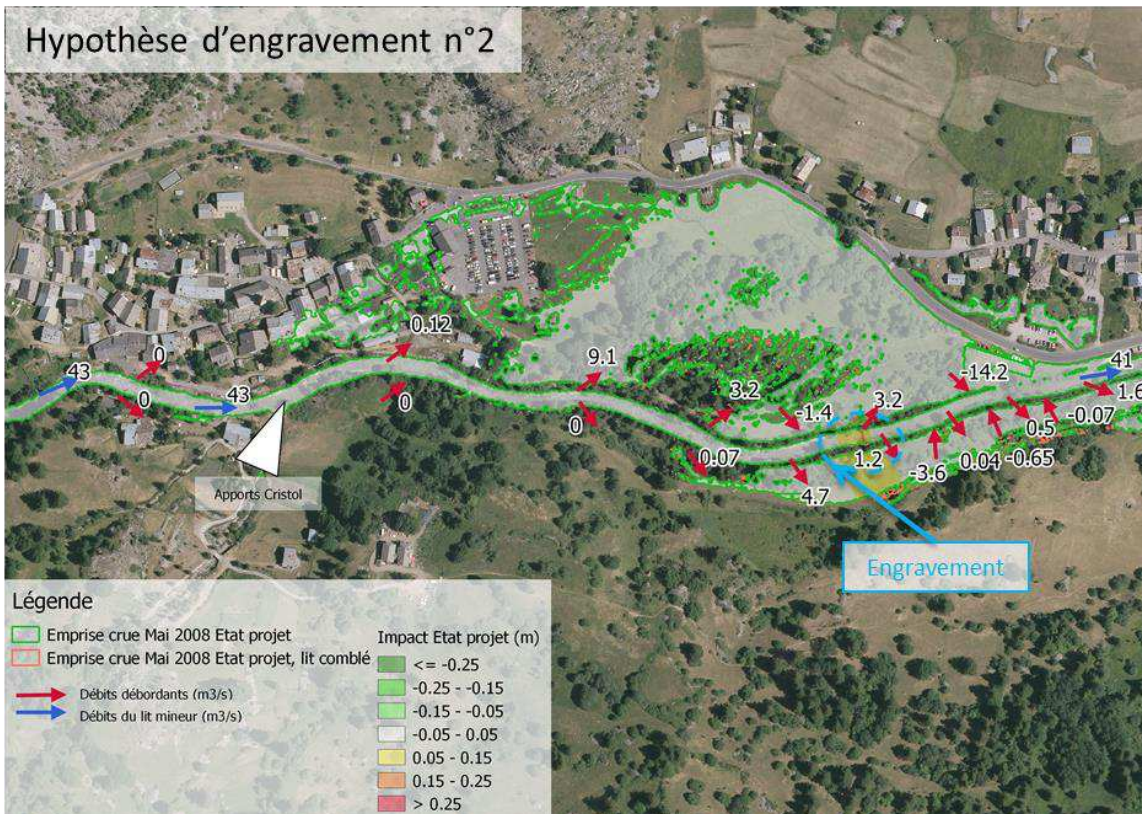 Hypothèse d'engravement n°2
0.12
43
0
0
43
0
9.1
0
3.2
-1.4
3.2
-14.2
41
1.6
-0.07
0.5
-0.65
0.04
-3.6
1.2
4.7
0.07
Apports Cristol
Engravement
Légende
Emprise crue Mai 2008 Etat projet
Emprise crue Mai 2008 Etat projet, lit comblé
Débits débordants (m3/s)
Débits du lit mineur (m3/s)
Impact Etat projet (m)
<= -0.25
-0.25 - -0.15
-0.15 - -0.05
-0.05 - 0.05
0.05 - 0.15
0.15 - 0.25
> 0.25